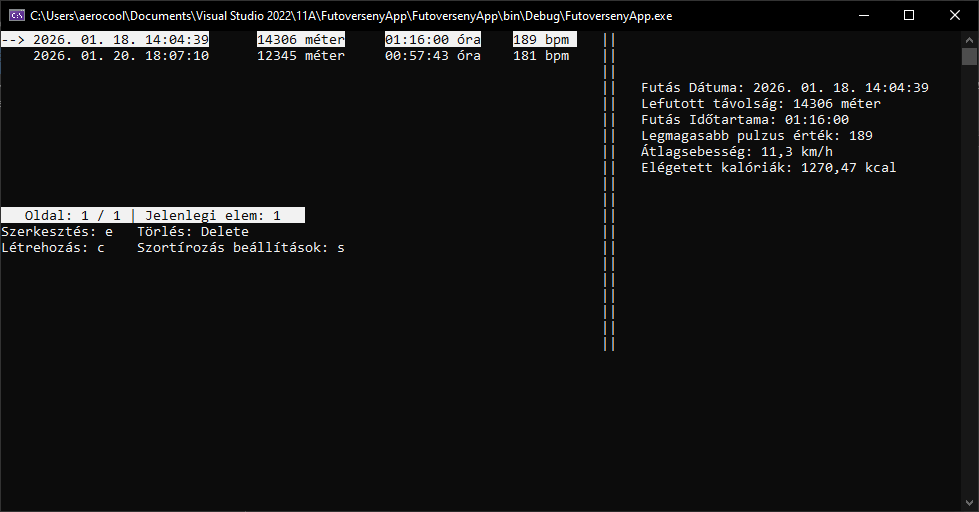 C:\Users\aerocool\Documents\Visual Studio 2022\11A\FutoversenyApp\FutoversenyApp\bin\Debug\FutoversenyApp.exe
--> 2026. 01. 18. 14:04:39 14306 méter 01:16:00 óra 189 bpm ||
2026. 01. 20. 18:07:10 12345 méter 00:57:43 óra 181 bpm ||
||
|| Futás Dátuma: 2026. 01. 18. 14:04:39
|| Lefutott távolság: 14306 méter
|| Futás Időtartama: 01:16:00
|| Legmagasabb pulzus érték: 189
|| Átlagsebesség: 11,3 km/h
|| Elégetett kalóriák: 1270,47 kcal
||
||
Oldal: 1 / 1 | Jelenlegi elem: 1 ||
Szerkesztés: e Törlés: Delete ||
Létrehozás: c Szortírozás beállítások: s ||
||
||
||
||
||
||